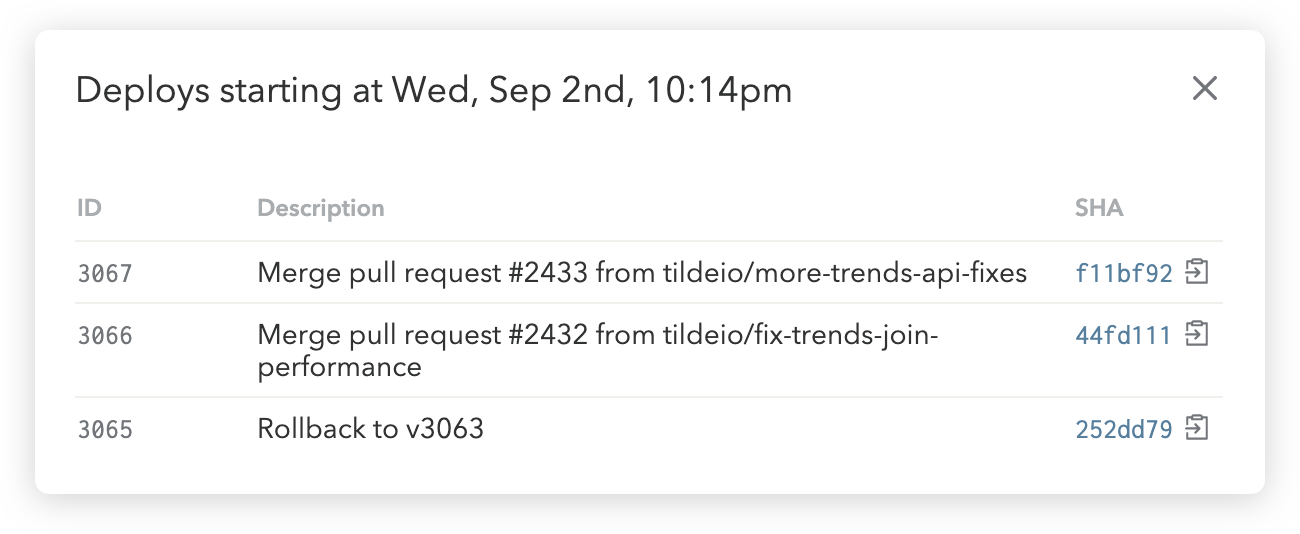 Deploys starting at Wed, Sep 2nd, 10:14pm
ID Description SHA
3067 Merge pull request #2433 from tildeio/more-trends-api-fixes f11bf92
3066 Merge pull request #2432 from tildeio/fix-trends-join- 44fd111
performance
3065 Rollback to v3063 252dd79